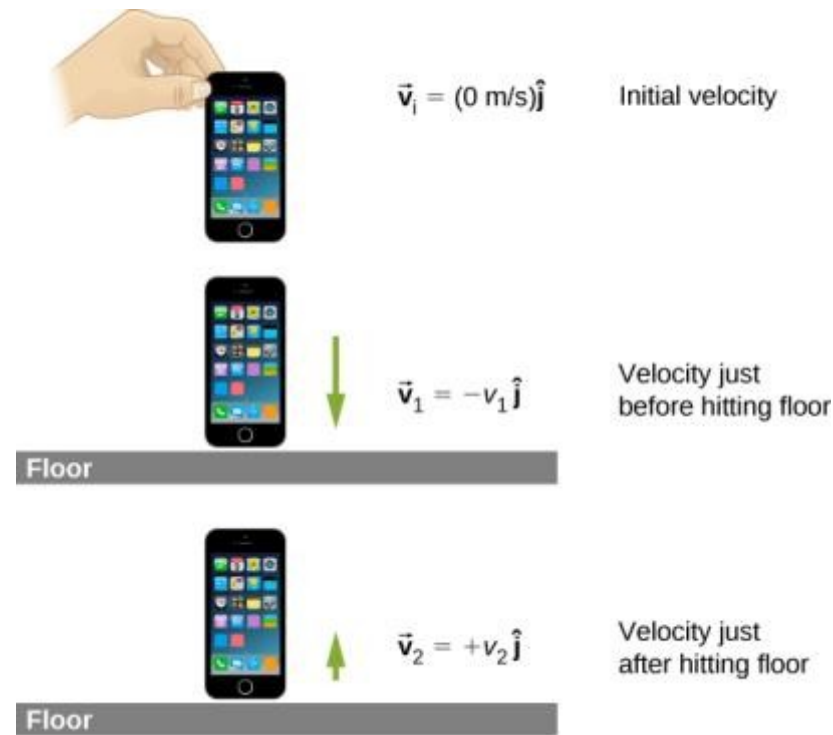 v⃗ᵢ = (0 m/s)ĵ
Initial velocity
v⃗₁ = −v₁ĵ
Velocity just
before hitting floor
Floor
v⃗₂ = +v₂ĵ
Velocity just
after hitting floor
Floor